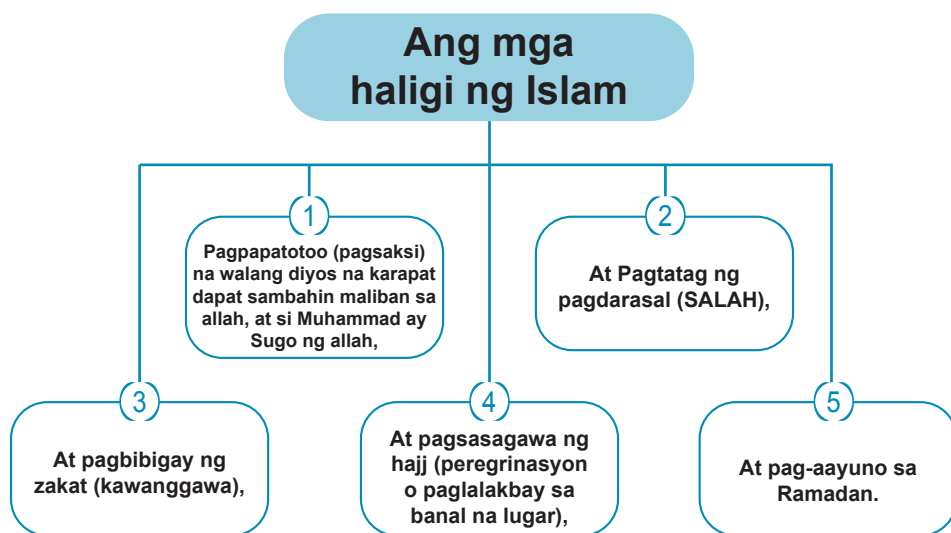 Ang mga
haligi ng Islam
1
Pagpapatotoo (pagsaksi)
na walang diyos na karapat
dapat sambahin maliban sa
allah, at si Muhammad ay
Sugo ng allah,
2
At Pagtatag ng
pagdarasal (SALAH),
3
At pagbibigay ng
zakat (kawanggawa),
4
At pagsasagawa ng
hajj (peregrinasyon
o paglalakbay sa
banal na lugar),
5
At pag-aayuno sa
Ramadan.